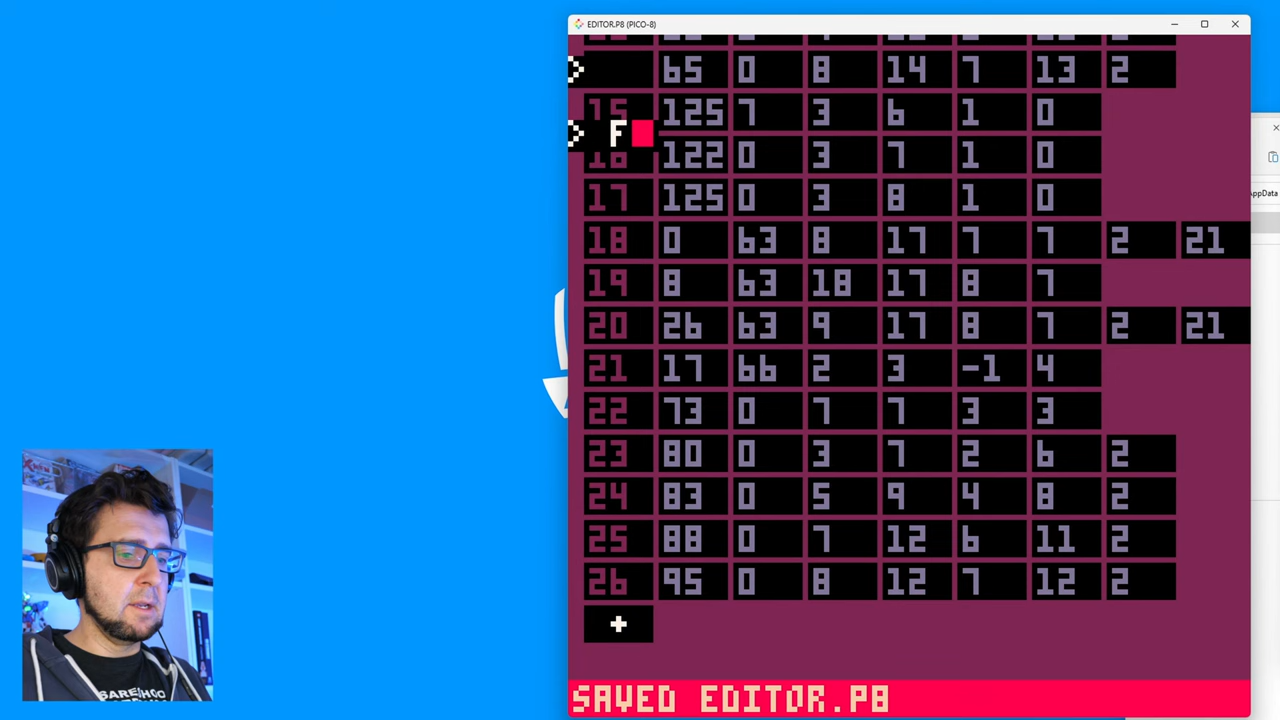 EDITOR.P8 (PICO-8)
> 65 0 8 14 7 13 2
15 125 7 3 6 1 0
> F
16 122 0 3 7 1 0
17 125 0 3 8 1 0
18 0 63 8 17 7 7 2 21
19 8 63 18 17 8 7
20 26 63 9 17 8 7 2 21
21 17 66 2 3 -1 4
22 73 0 7 7 3 3
23 80 0 3 7 2 6 2
24 83 0 5 9 4 8 2
25 88 0 7 12 6 11 2
26 95 0 8 12 7 12 2
+
SAVED EDITOR.P8
AppData